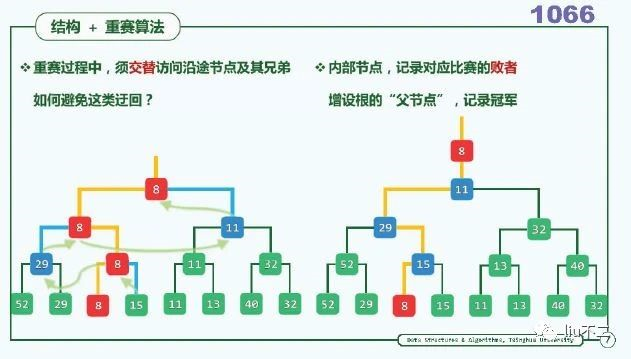 1066
结构 + 重赛算法
❖ 重赛过程中，须交替访问沿途节点及其兄弟
如何避免这类迂回？
❖ 内部节点，记录对应比赛的败者
增设根的“父节点”，记录冠军
8
8 11
29 8 11 32
52 29 8 15 11 13 40 32
8
11
29 32
52 15 13 40
52 29 8 15 11 13 40 32
Data Structures & Algorithms, Tsinghua University
7
liu不二